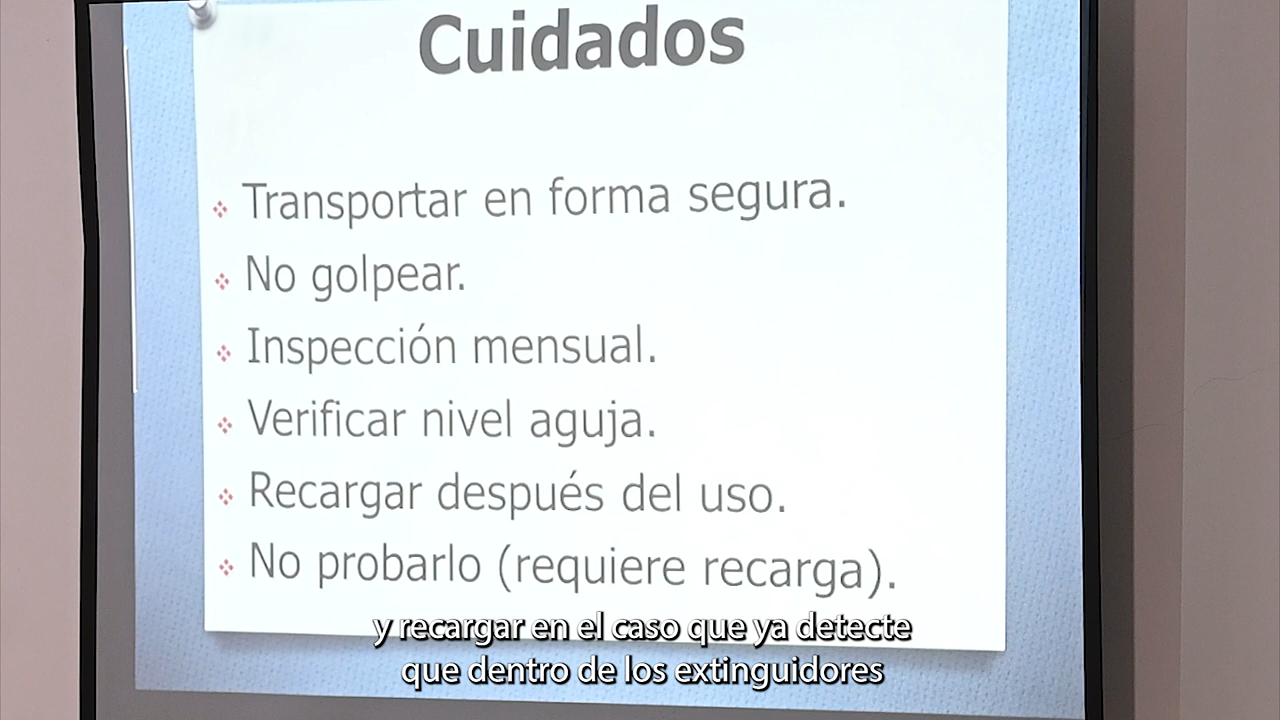 Cuidados
Transportar en forma segura.
No golpear.
Inspección mensual.
Verificar nivel aguja.
Recargar después del uso.
No probarlo (requiere recarga).
y recargar en el caso que ya detecte
que dentro de los extinguidores